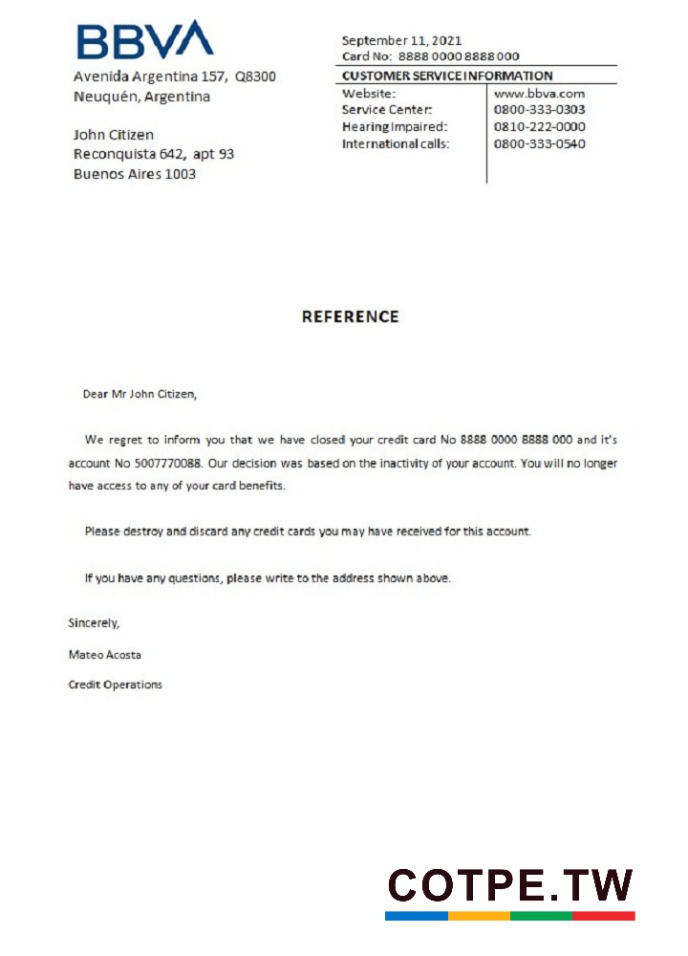 BBVA
Avenida Argentina 157, Q8300
Neuquén, Argentina
John Citizen
Reconquista 642, apt 93
Buenos Aires 1003
September 11, 2021
Card No: 8888 0000 8888 000
CUSTOMER SERVICE INFORMATION
Website: www.bbva.com
Service Center: 0800-333-0303
Hearing Impaired: 0810-222-0000
International calls: 0800-333-0540
REFERENCE
Dear Mr John Citizen,
We regret to inform you that we have closed your credit card No 8888 0000 8888 000 and it's
account No 5007770088. Our decision was based on the inactivity of your account. You will no longer
have access to any of your card benefits.
Please destroy and discard any credit cards you may have received for this account.
If you have any questions, please write to the address shown above.
Sincerely,
Mateo Acosta
Credit Operations
COTPE.TW